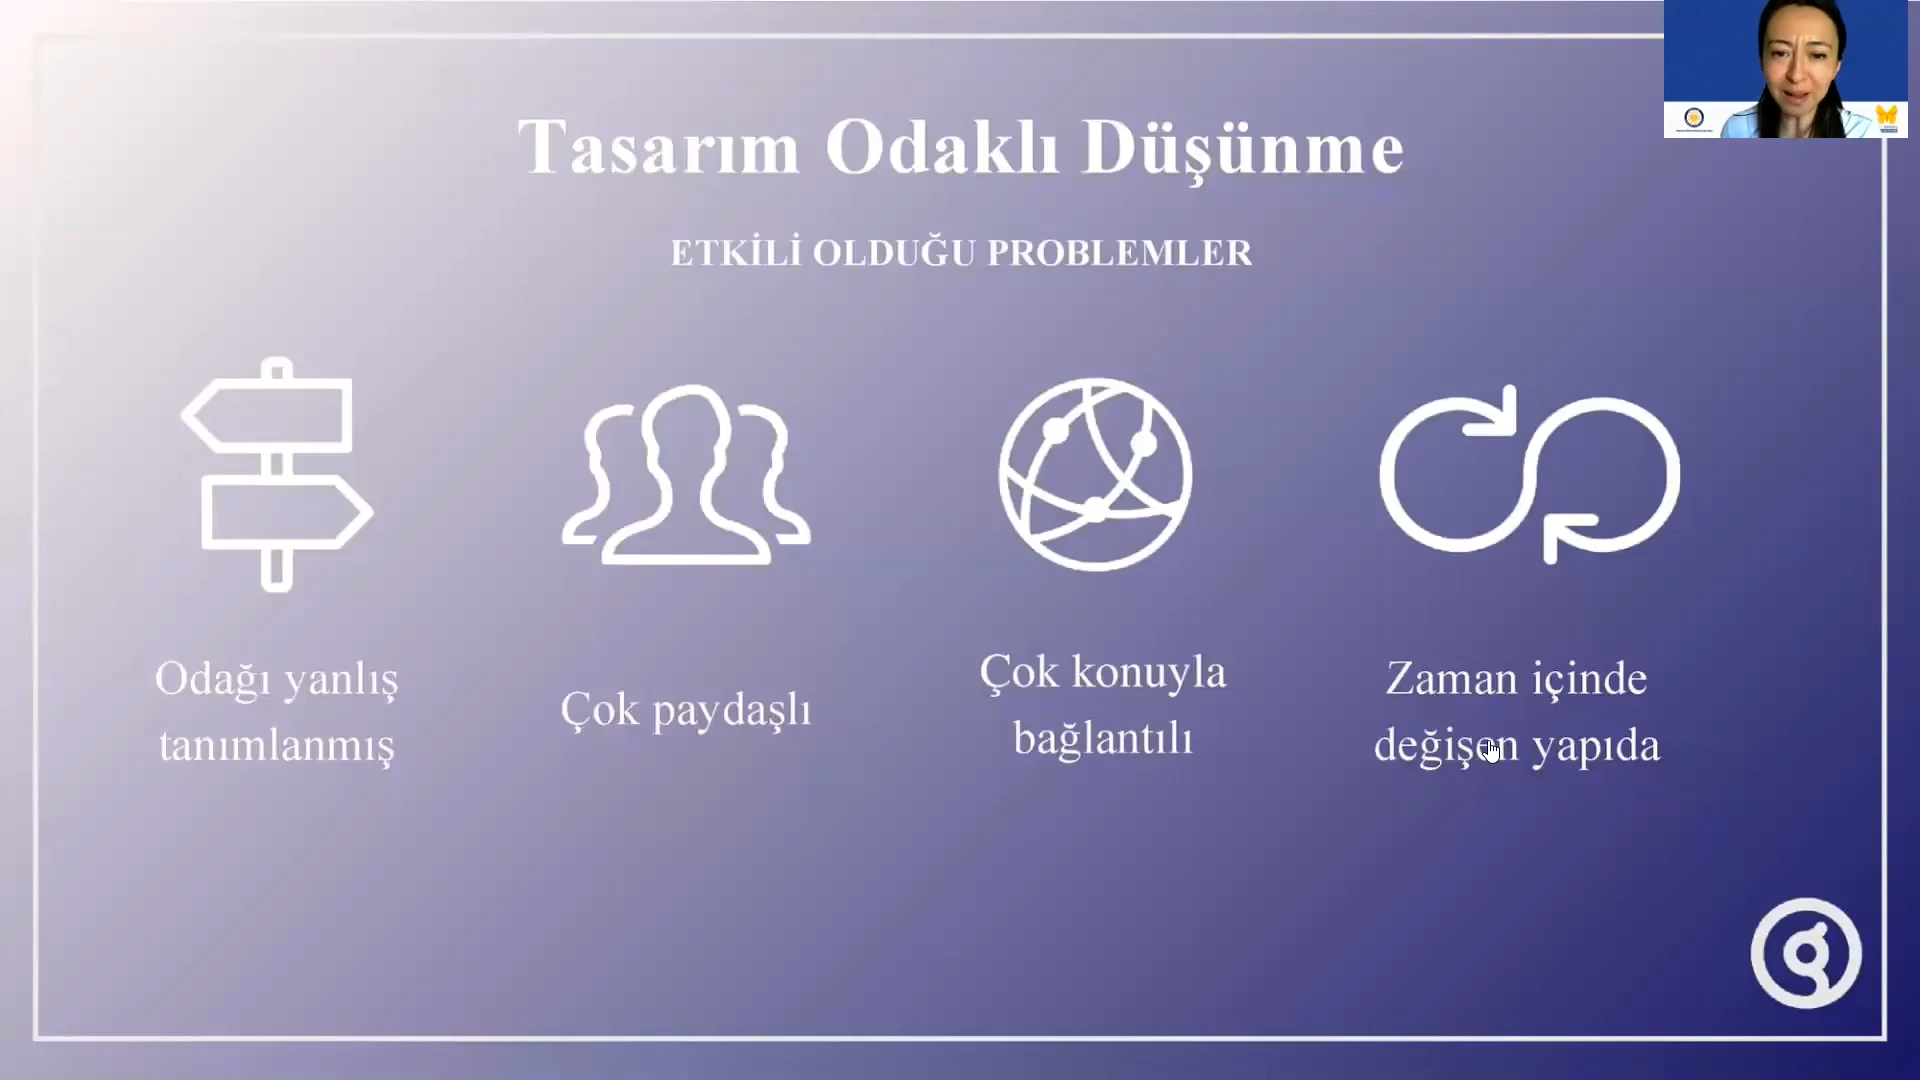 Tasarım Odaklı Düşünme
ETKİLİ OLDUĞU PROBLEMLER
Odağı yanlış
tanımlanmış
Çok paydaşlı
Çok konuyla
bağlantılı
Zaman içinde
değişen yapıda